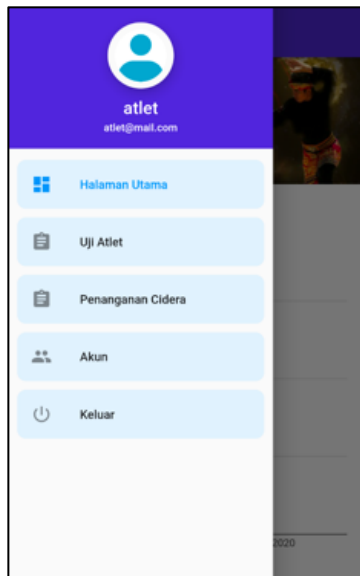 atlet
atlet@mail.com
Halaman Utama
Uji Atlet
Penanganan Cidera
Akun
Keluar
2020